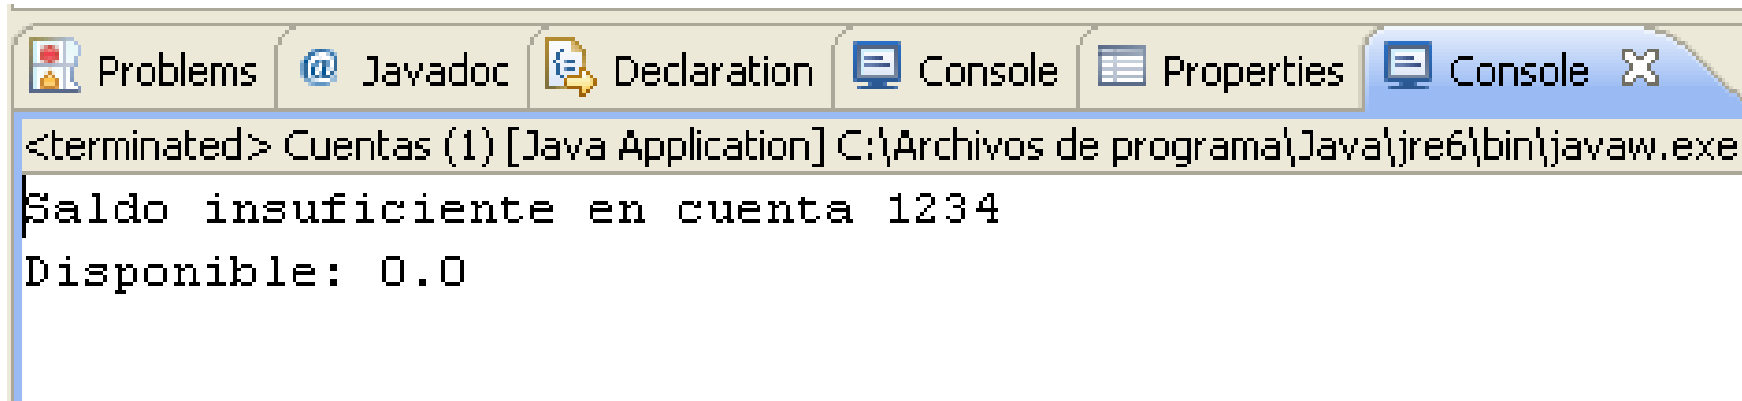 Problems @ Javadoc Declaration Console Properties Console
<terminated> Cuentas (1) [Java Application] C:\Archivos de programa\Java\jre6\bin\javaw.exe
Saldo insuficiente en cuenta 1234
Disponible: 0.0